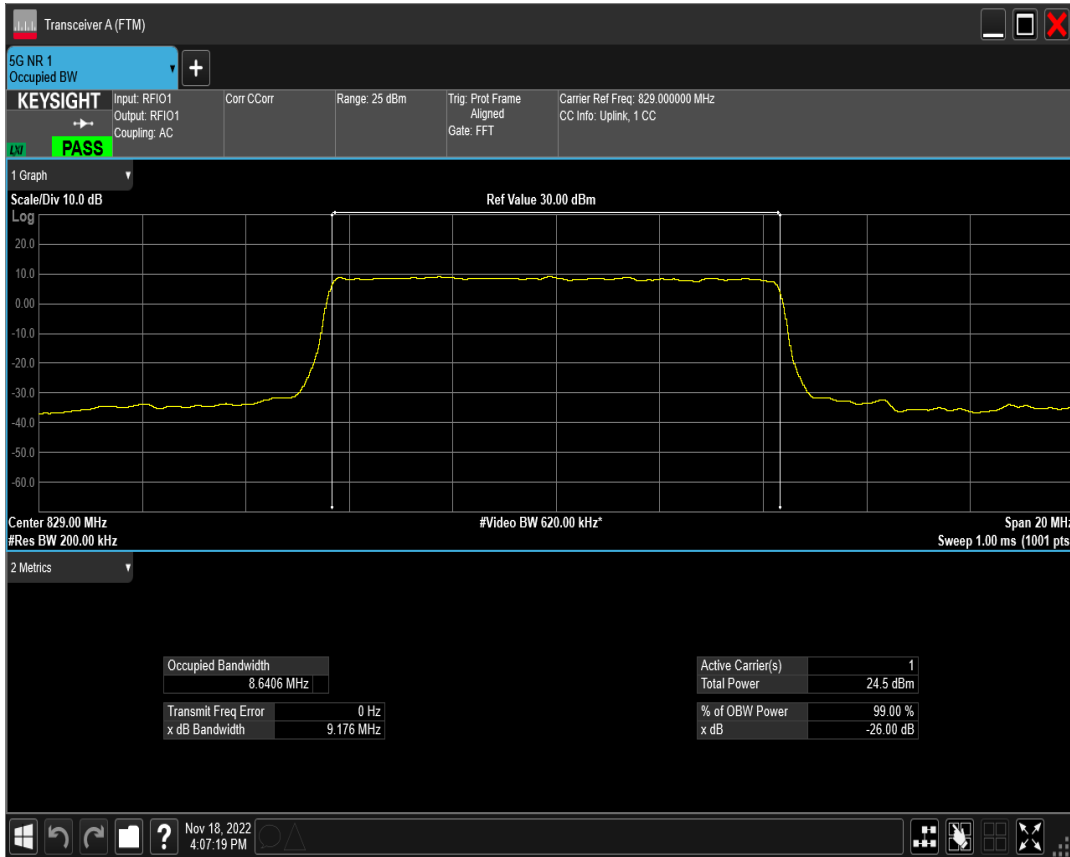 Transceiver A (FTM)
5G NR 1
Occupied BW
+
KEYSIGHT
LXI
PASS
Input: RFIO1
Output: RFIO1
Coupling: AC
Corr CCorr
Range: 25 dBm
Trig: Prot Frame
Aligned
Gate: FFT
Carrier Ref Freq: 829.000000 MHz
CC Info: Uplink, 1 CC
1 Graph
Scale/Div 10.0 dB
Ref Value 30.00 dBm
Log
20.0
10.0
0.00
-10.0
-20.0
-30.0
-40.0
-50.0
-60.0
Center 829.00 MHz
#Video BW 620.00 kHz*
Span 20 MHz
#Res BW 200.00 kHz
Sweep 1.00 ms (1001 pts
2 Metrics
Occupied Bandwidth
8.6406 MHz
Transmit Freq Error 0 Hz
x dB Bandwidth 9.176 MHz
Active Carrier(s) 1
Total Power 24.5 dBm
% of OBW Power 99.00 %
x dB -26.00 dB
?
Nov 18, 2022
4:07:19 PM